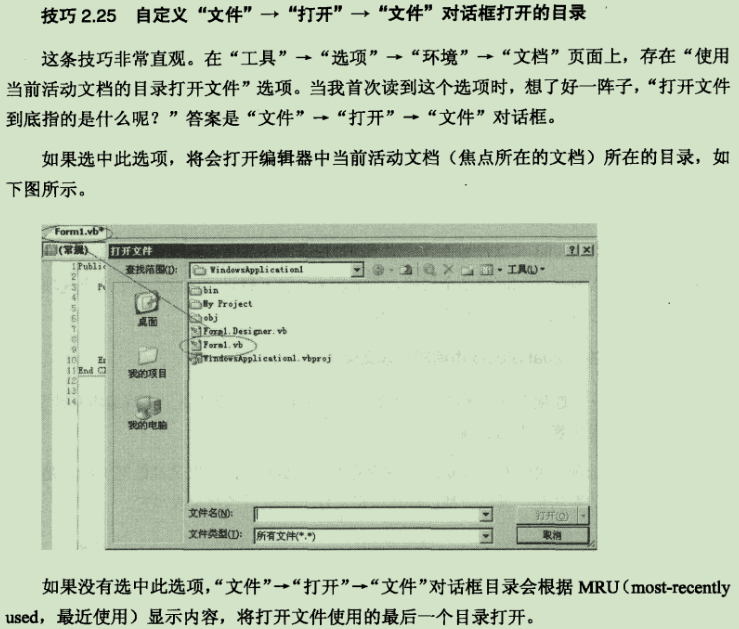 技巧 2.25 自定义“文件”→“打开”→“文件”对话框打开的目录
这条技巧非常直观。在“工具”→“选项”→“环境”→“文档”页面上，存在“使用
当前活动文档的目录打开文件”选项。当我首次读到这个选项时，想了好一阵子，“打开文件
到底指的是什么呢？”答案是“文件”→“打开”→“文件”对话框。
如果选中此选项，将会打开编辑器中当前活动文档（焦点所在的文档）所在的目录，如
下图所示。
Form1.vb*
(常规)
打开文件
查找范围(I):
WindowsApplication1
工具(L)
1
2
3
4
5
6
7
8
9
10
11
12
13
14
Public
End Cl
桌面
我的项目
我的电脑
bin
My Project
obj
Form1.Designer.vb
Form1.vb
WindowsApplication1.vbproj
文件名(N):
打开(O)
文件类型(T):
所有文件(*.*)
取消
如果没有选中此选项，“文件”→“打开”→“文件”对话框目录会根据 MRU（most-recently
used，最近使用）显示内容，将打开文件使用的最后一个目录打开。